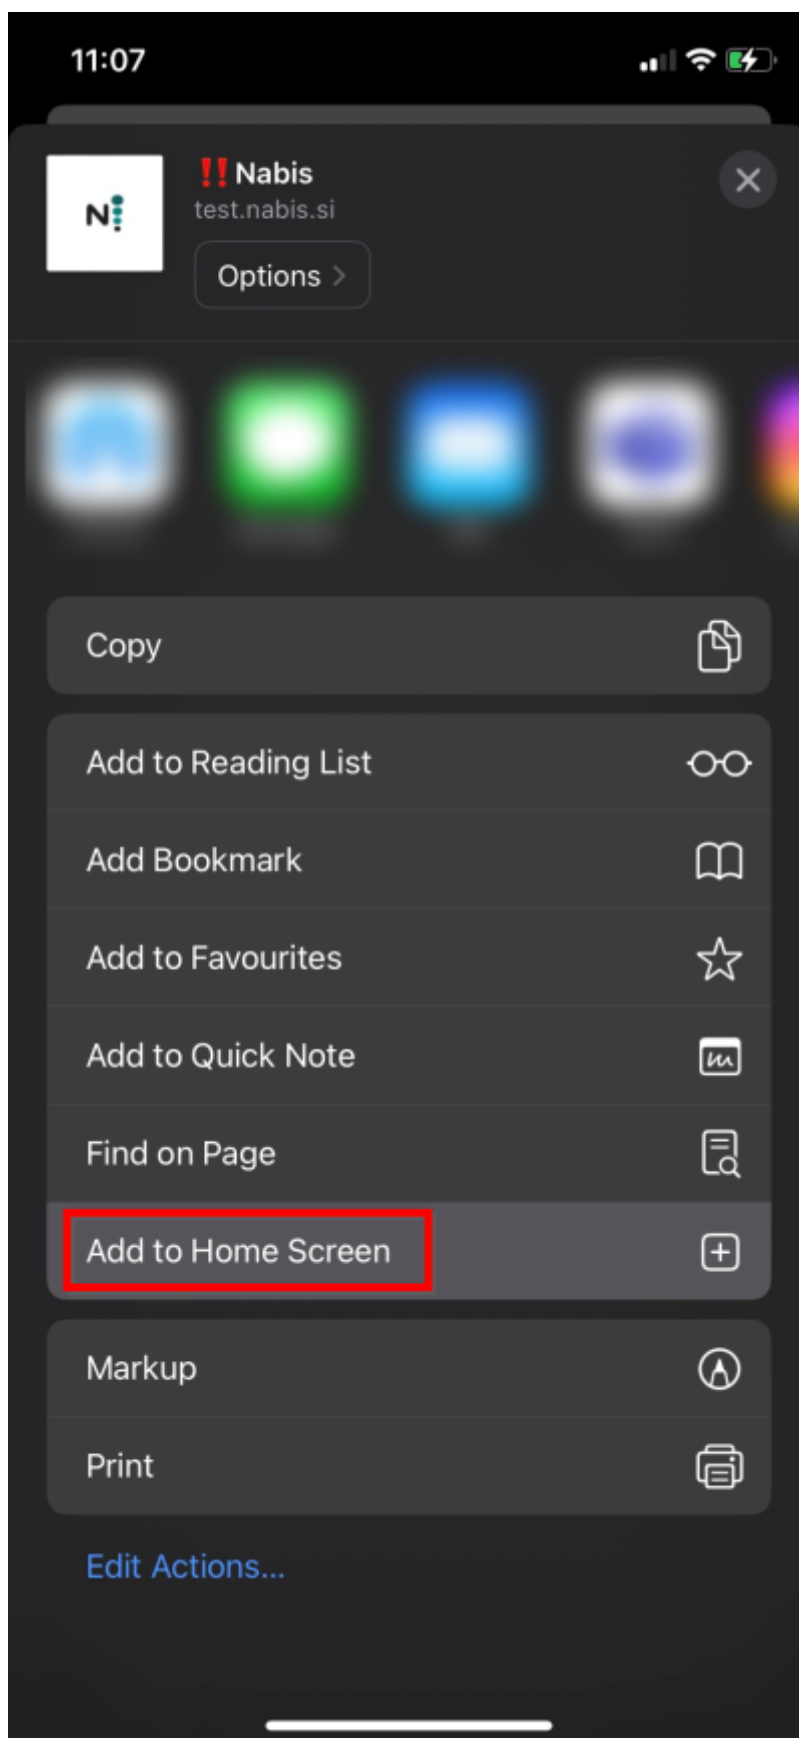 11:07
‼️Nabis
test.nabis.si
N
Options
Copy
Add to Reading List
Add Bookmark
Add to Favourites
Add to Quick Note
Find on Page
Add to Home Screen
Markup
Print
Edit Actions...